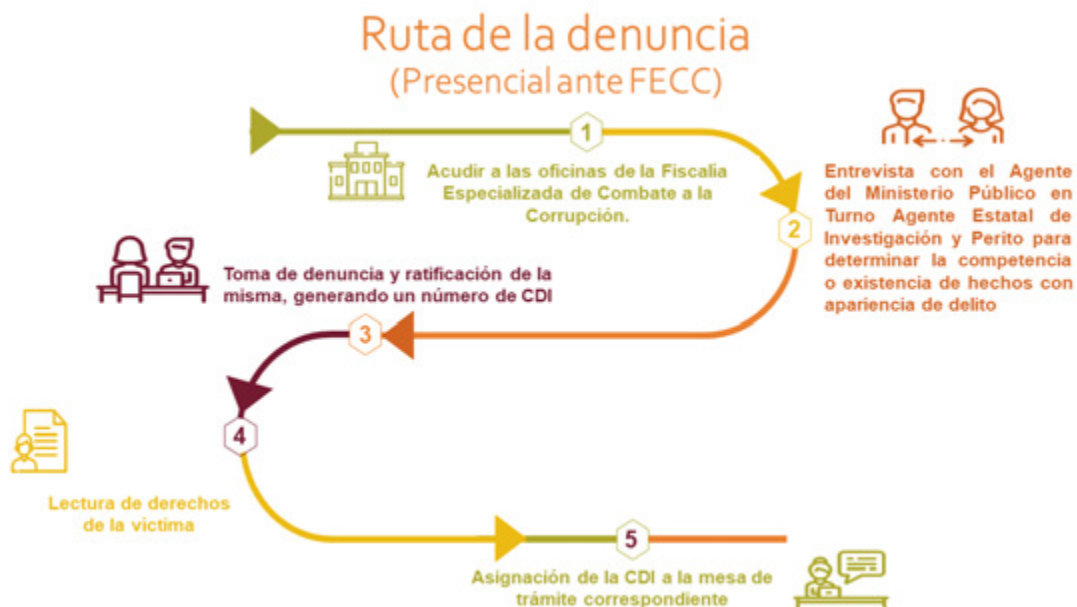 Ruta de la denuncia
(Presencial ante FECC)
1
Acudir a las oficinas de la Fiscalia
Especializada de Combate a la
Corrupción.
2
Entrevista con el Agente
del Ministerio Público en
Turno Agente Estatal de
Investigación y Perito para
determinar la competencia
o existencia de hechos con
apariencia de delito
Toma de denuncia y ratificación de la
misma, generando un número de CDI
3
4
Lectura de derechos
de la victima
5
Asignación de la CDI a la mesa de
trámite correspondiente